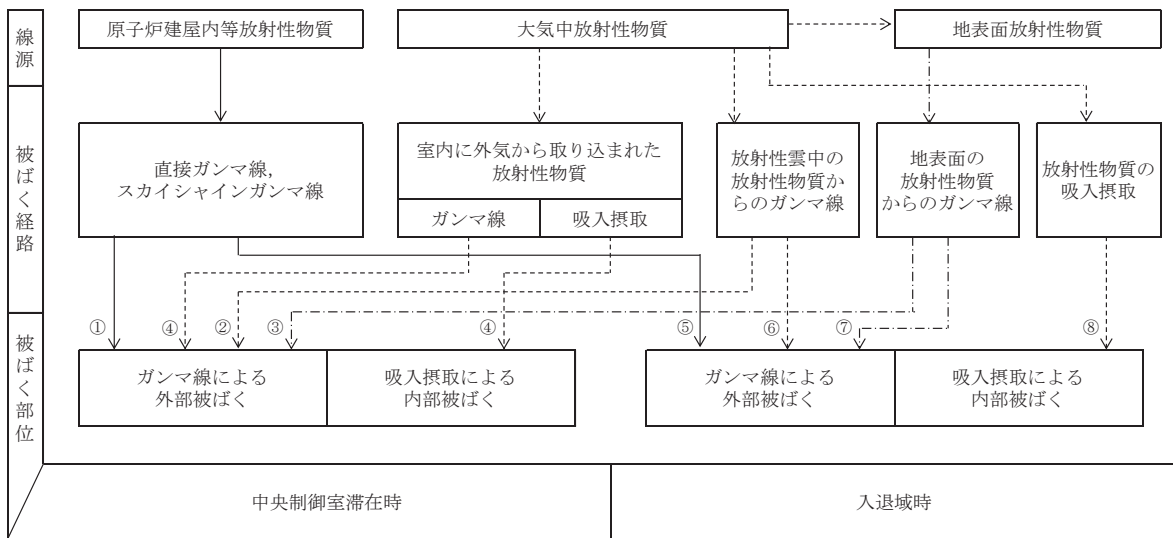 線源
原子炉建屋内等放射性物質
大気中放射性物質
地表面放射性物質
被ばく経路
直接ガンマ線,
スカイシャインガンマ線
室内に外気から取り込まれた
放射性物質
ガンマ線
吸入摂取
放射性雲中の
放射性物質か
らのガンマ線
地表面の
放射性物質
からのガンマ線
放射性物質の
吸入摂取
① ④ ② ③ ④ ⑤ ⑥ ⑦ ⑧
被ばく部位
ガンマ線による
外部被ばく
吸入摂取による
内部被ばく
ガンマ線による
外部被ばく
吸入摂取による
内部被ばく
中央制御室滞在時
入退域時